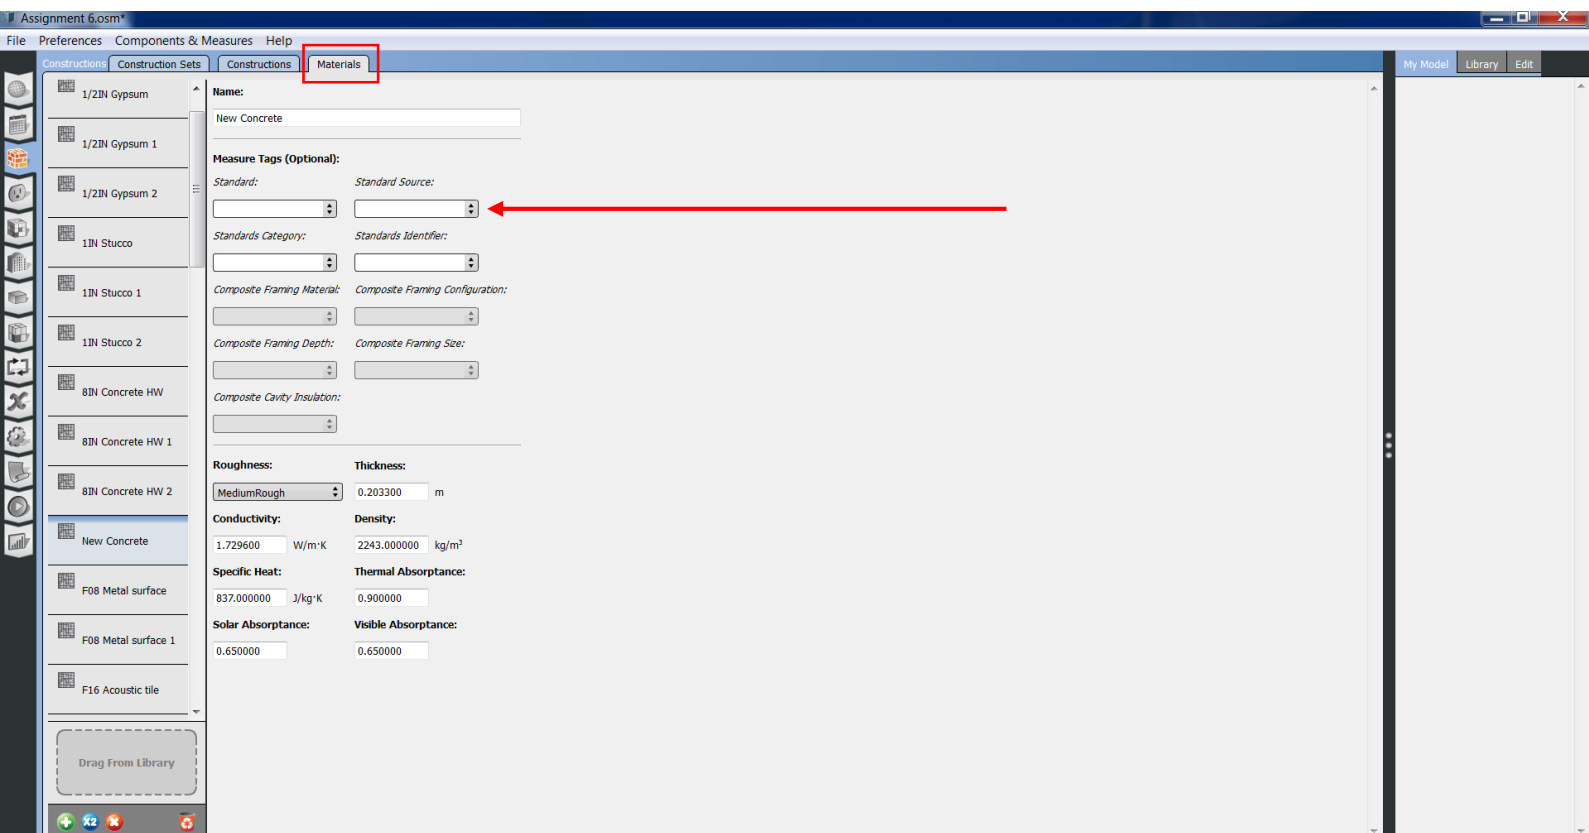 Assignment 6.osm*
File Preferences Components & Measures Help
Constructions Construction Sets Constructions Materials
My Model Library Edit
1/2IN Gypsum
1/2IN Gypsum 1
1/2IN Gypsum 2
1IN Stucco
1IN Stucco 1
1IN Stucco 2
8IN Concrete HW
8IN Concrete HW 1
8IN Concrete HW 2
New Concrete
F08 Metal surface
F08 Metal surface 1
F16 Acoustic tile
Drag From Library
X2
Name:
New Concrete
Measure Tags (Optional):
Standard: Standard Source:
Standards Category: Standards Identifier:
Composite Framing Material: Composite Framing Configuration:
Composite Framing Depth: Composite Framing Size:
Composite Cavity Insulation:
Roughness: Thickness:
MediumRough 0.203300 m
Conductivity: Density:
1.729600 W/m·K 2243.000000 kg/m³
Specific Heat: Thermal Absorptance:
837.000000 J/kg·K 0.900000
Solar Absorptance: Visible Absorptance:
0.650000 0.650000